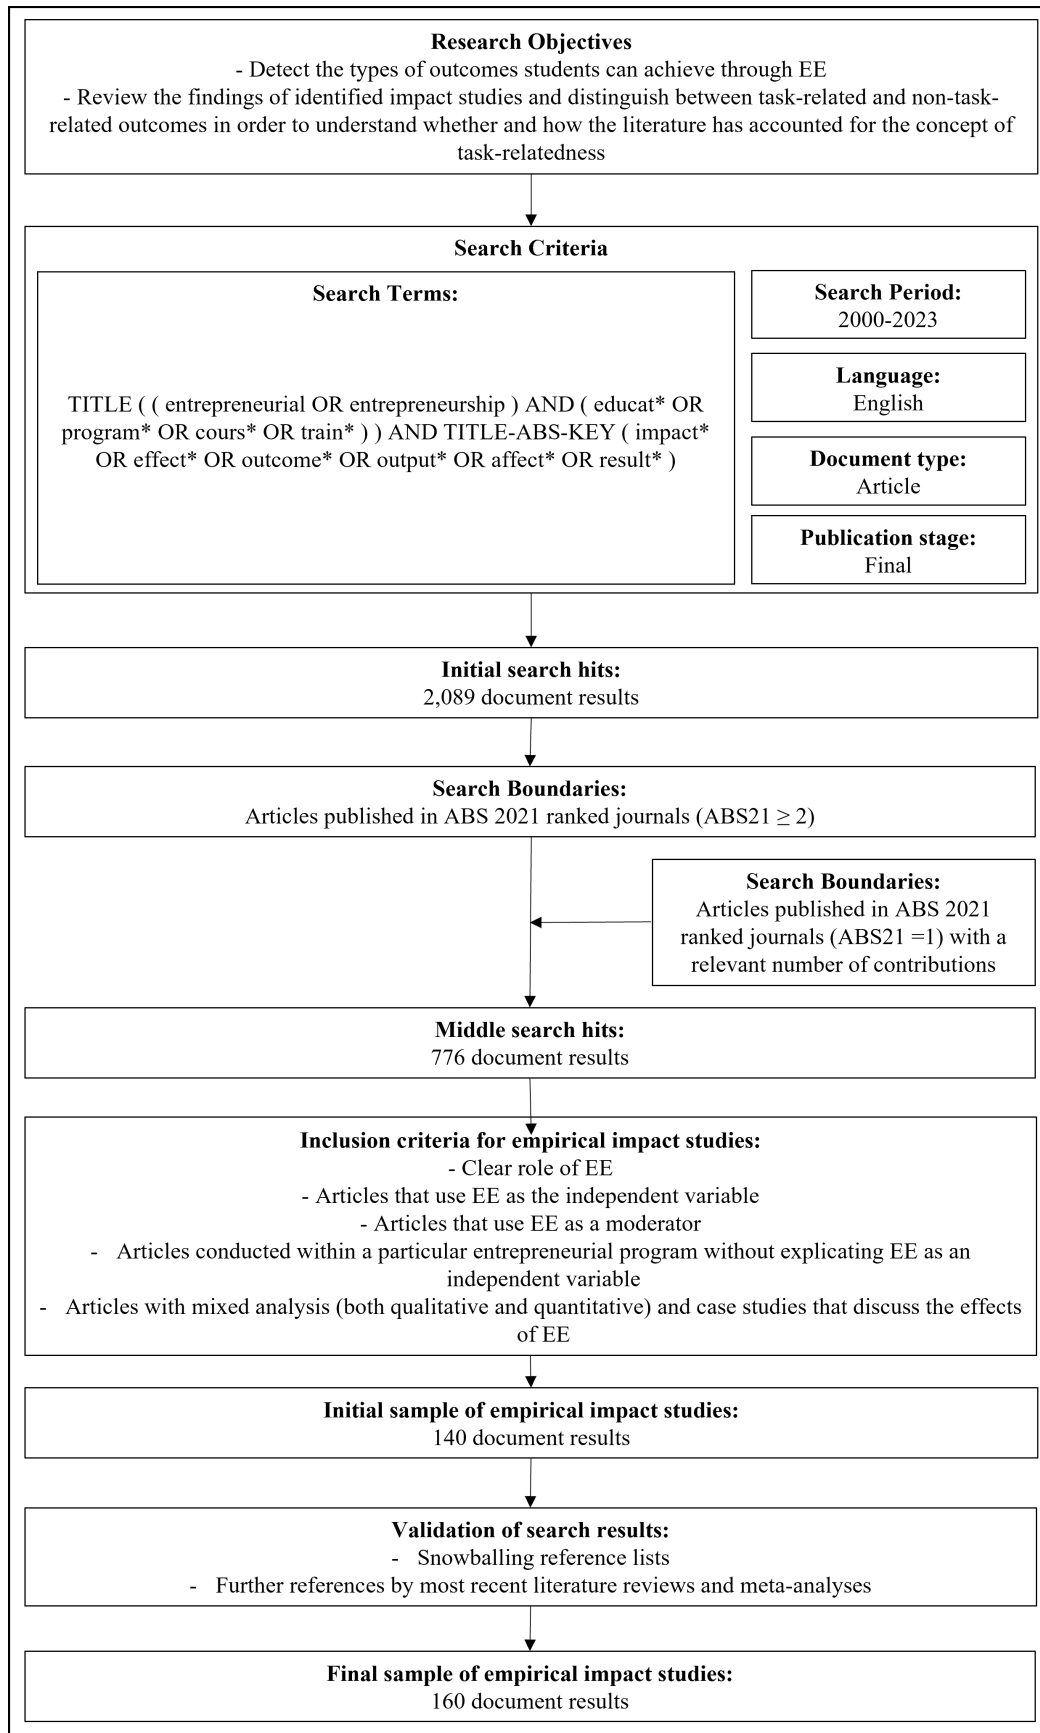 Research Objectives
- Detect the types of outcomes students can achieve through EE
- Review the findings of identified impact studies and distinguish between task-related and non-task-
related outcomes in order to understand whether and how the literature has accounted for the concept of
task-relatedness
Search Criteria
Search Terms:
TITLE ( ( entrepreneurial OR entrepreneurship ) AND ( educat* OR
program* OR cours* OR train* ) ) AND TITLE-ABS-KEY ( impact*
OR effect* OR outcome* OR output* OR affect* OR result* )
Search Period:
2000-2023
Language:
English
Document type:
Article
Publication stage:
Final
Initial search hits:
2,089 document results
Search Boundaries:
Articles published in ABS 2021 ranked journals (ABS21 ≥ 2)
Search Boundaries:
Articles published in ABS 2021
ranked journals (ABS21 =1) with a
relevant number of contributions
Middle search hits:
776 document results
Inclusion criteria for empirical impact studies:
- Clear role of EE
- Articles that use EE as the independent variable
- Articles that use EE as a moderator
- Articles conducted within a particular entrepreneurial program without explicating EE as an
independent variable
- Articles with mixed analysis (both qualitative and quantitative) and case studies that discuss the effects
of EE
Initial sample of empirical impact studies:
140 document results
Validation of search results:
- Snowballing reference lists
- Further references by most recent literature reviews and meta-analyses
Final sample of empirical impact studies:
160 document results